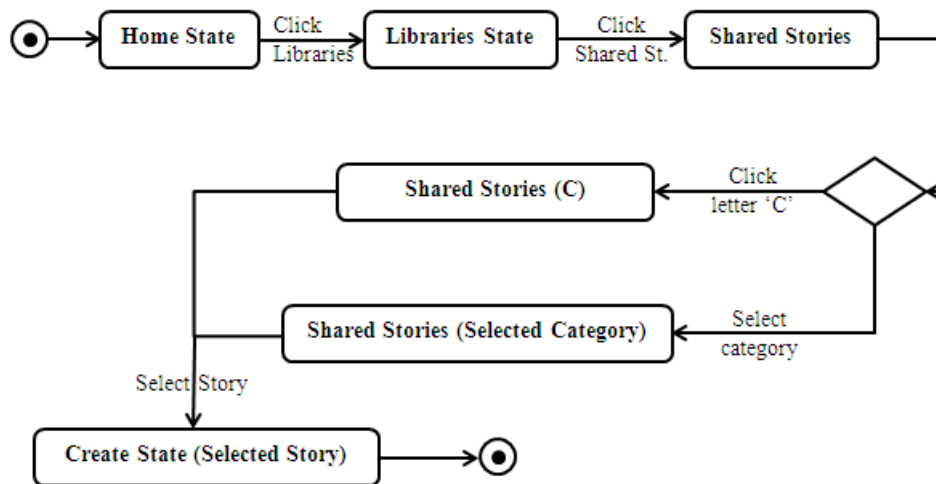 Home State
Click
Libraries
Libraries State
Click
Shared St.
Shared Stories
Shared Stories (C)
Click
letter ‘C’
Shared Stories (Selected Category)
Select
category
Select Story
Create State (Selected Story)